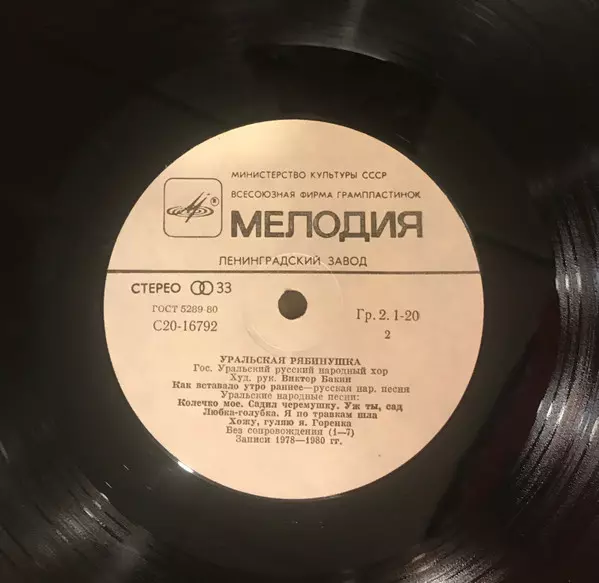 МИНИСТЕРСТВО КУЛЬТУРЫ СССР
ВСЕСОЮЗНАЯ ФИРМА ГРАМПЛАСТИНОК
®
МЕЛОДИЯ
ЛЕНИНГРАДСКИЙ ЗАВОД
СТЕРЕО 33
ГОСТ 5289-80
Гр. 2. 1-20
С20-16792
2
УРАЛЬСКАЯ РЯБИНУШКА
Гос. Уральский русский народный хор
Худ. рук. Виктор Бакин
Как вставало утро раннее—русская нар. песня
Уральские народные песни:
Колечко мое. Садил черемушку. Уж ты, сад
Любка-голубка. Я по травкам шла
Хожу, гуляю я. Горенка
Без сопровождения (1—7)
Записи 1978—1980 гг.